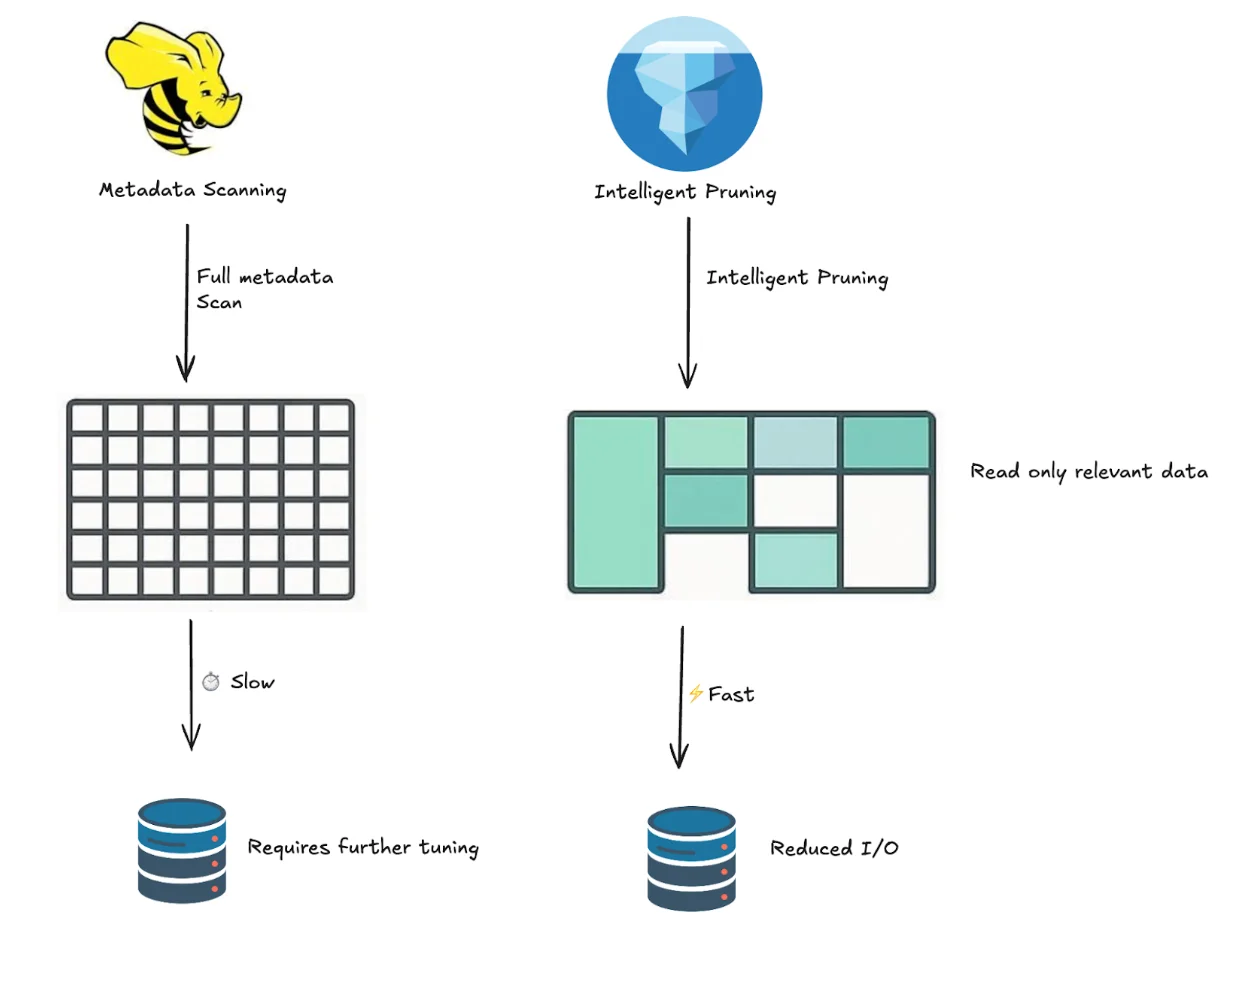 Metadata Scanning
Intelligent Pruning
Full metadata
Scan
Intelligent Pruning
Read only relevant data
⏱ Slow
⚡Fast
Requires further tuning
Reduced I/O